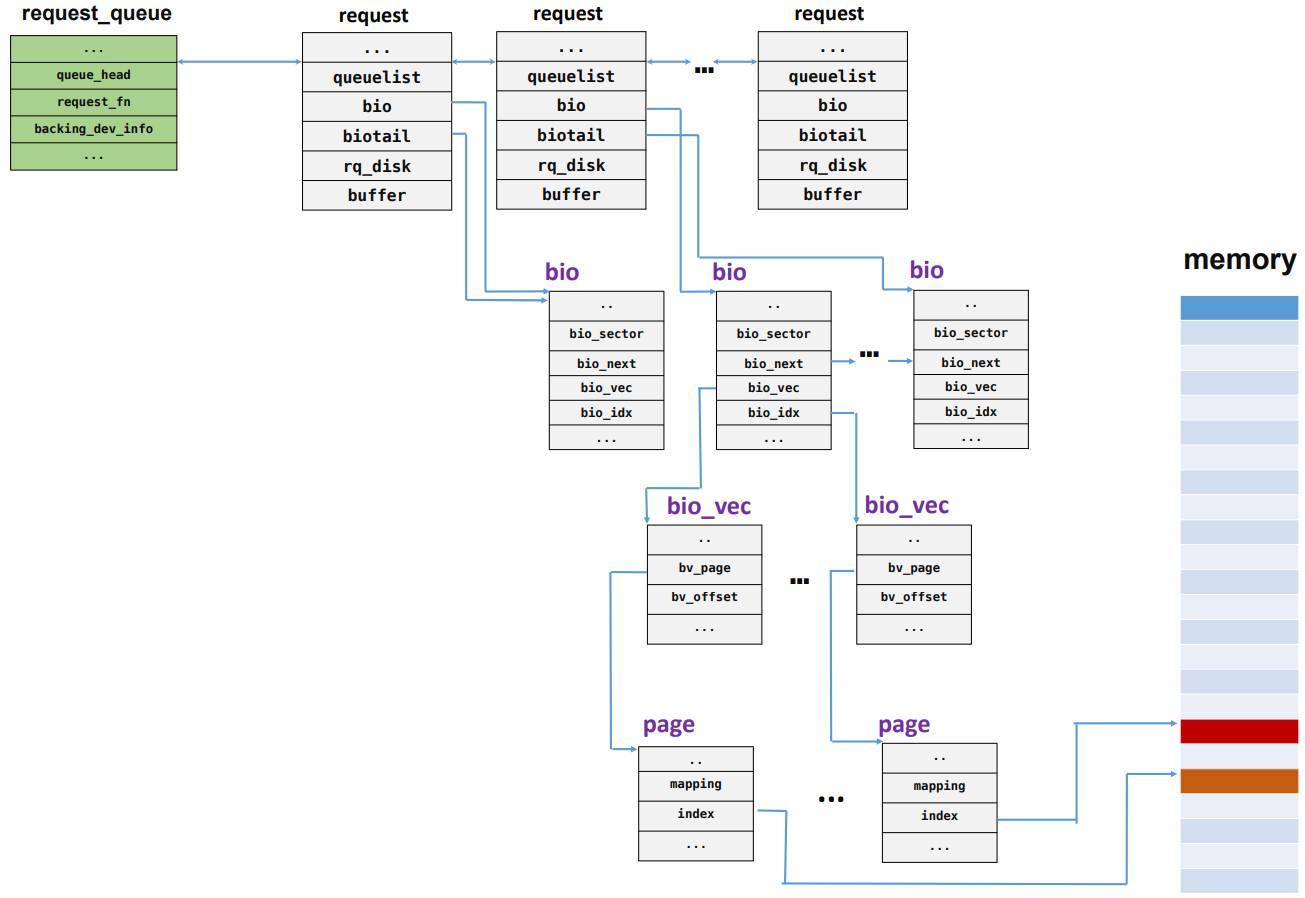 request_queue
...
queue_head
request_fn
backing_dev_info
...
request
...
queuelist
bio
biotail
rq_disk
buffer
request
...
queuelist
bio
biotail
rq_disk
buffer
...
request
...
queuelist
bio
biotail
rq_disk
buffer
bio
..
bio_sector
bio_next
bio_vec
bio_idx
...
bio
..
bio_sector
bio_next
bio_vec
bio_idx
...
...
bio
..
bio_sector
bio_next
bio_vec
bio_idx
...
bio_vec
..
bv_page
bv_offset
...
...
bio_vec
..
bv_page
bv_offset
...
page
..
mapping
index
...
...
page
..
mapping
index
...
memory